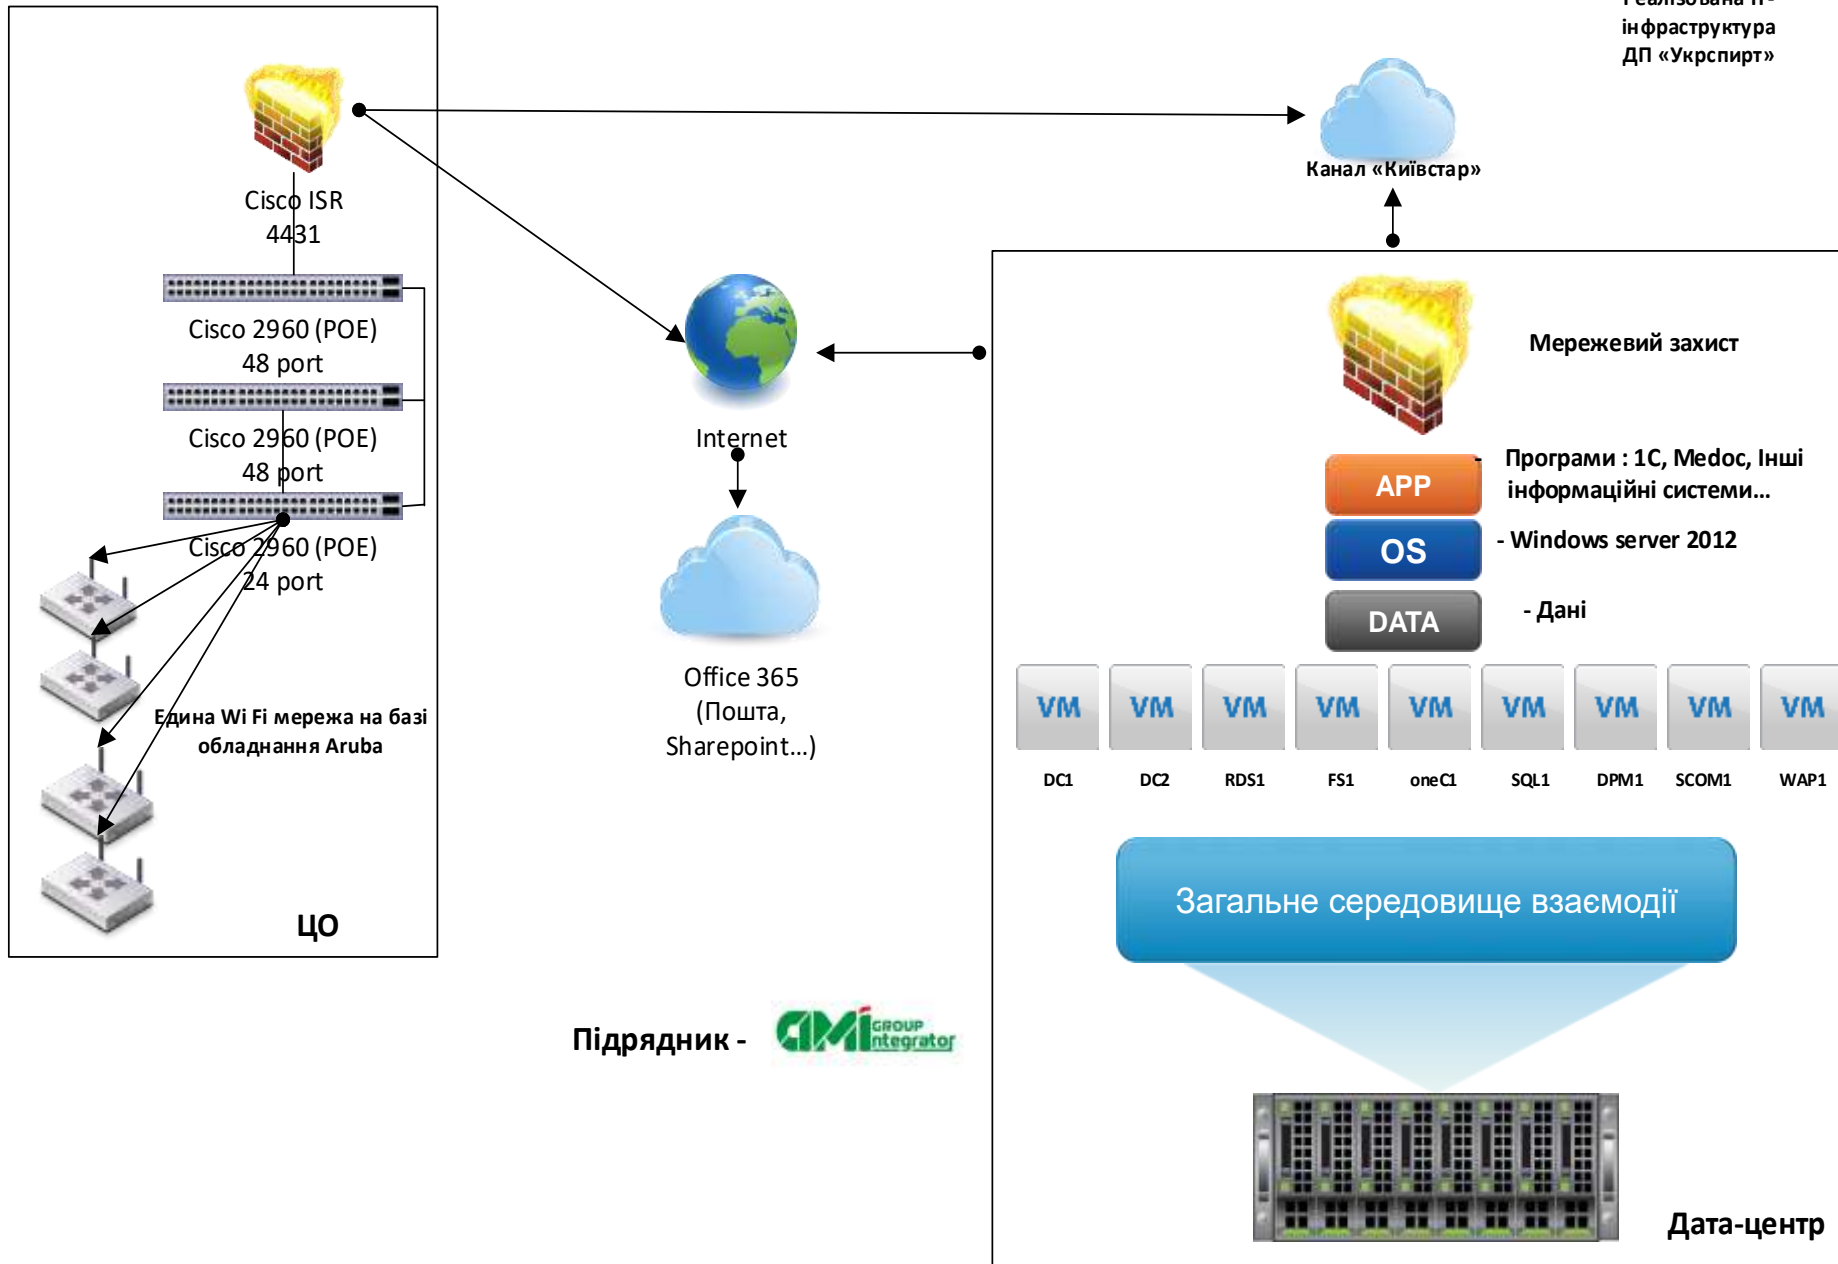 Реалізована ІТ-
інфраструктура
ДП «Укрспирт»
Канал «Київстар»
Cisco ISR
4431
Cisco 2960 (POE)
48 port
Cisco 2960 (POE)
48 port
Cisco 2960 (POE)
24 port
Едина Wi Fi мережа на базі
обладнання Aruba
ЦО
Internet
Office 365
(Пошта,
Sharepoint...)
Підрядник -
GROUP
Integrator
Мережевий захист
APP
- Програми : 1С, Medoc, Інші
інформаційні системи...
OS
- Windows server 2012
DATA
- Дані
VM VM VM VM VM VM VM VM VM
DC1 DC2 RDS1 FS1 oneC1 SQL1 DPM1 SCOM1 WAP1
Загальне середовище взаємодії
Дата-центр